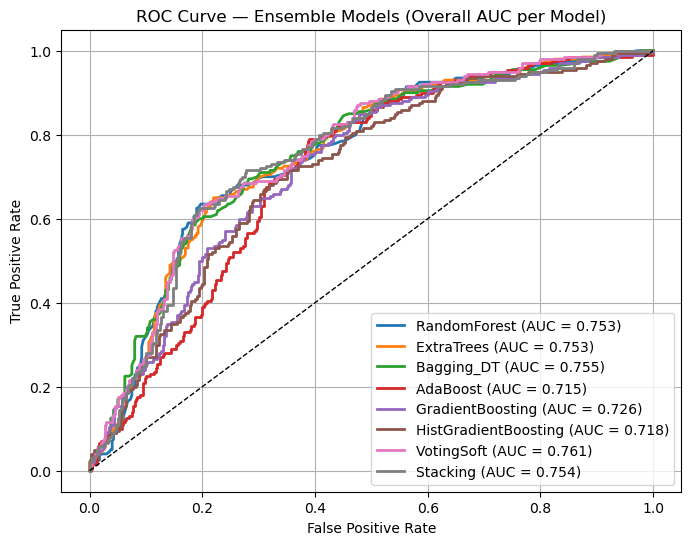 ROC Curve — Ensemble Models (Overall AUC per Model)
1.0
0.8
0.6
0.4
0.2
0.0
True Positive Rate
RandomForest (AUC = 0.753)
ExtraTrees (AUC = 0.753)
Bagging_DT (AUC = 0.755)
AdaBoost (AUC = 0.715)
GradientBoosting (AUC = 0.726)
HistGradientBoosting (AUC = 0.718)
VotingSoft (AUC = 0.761)
Stacking (AUC = 0.754)
0.0 0.2 0.4 0.6 0.8 1.0
False Positive Rate